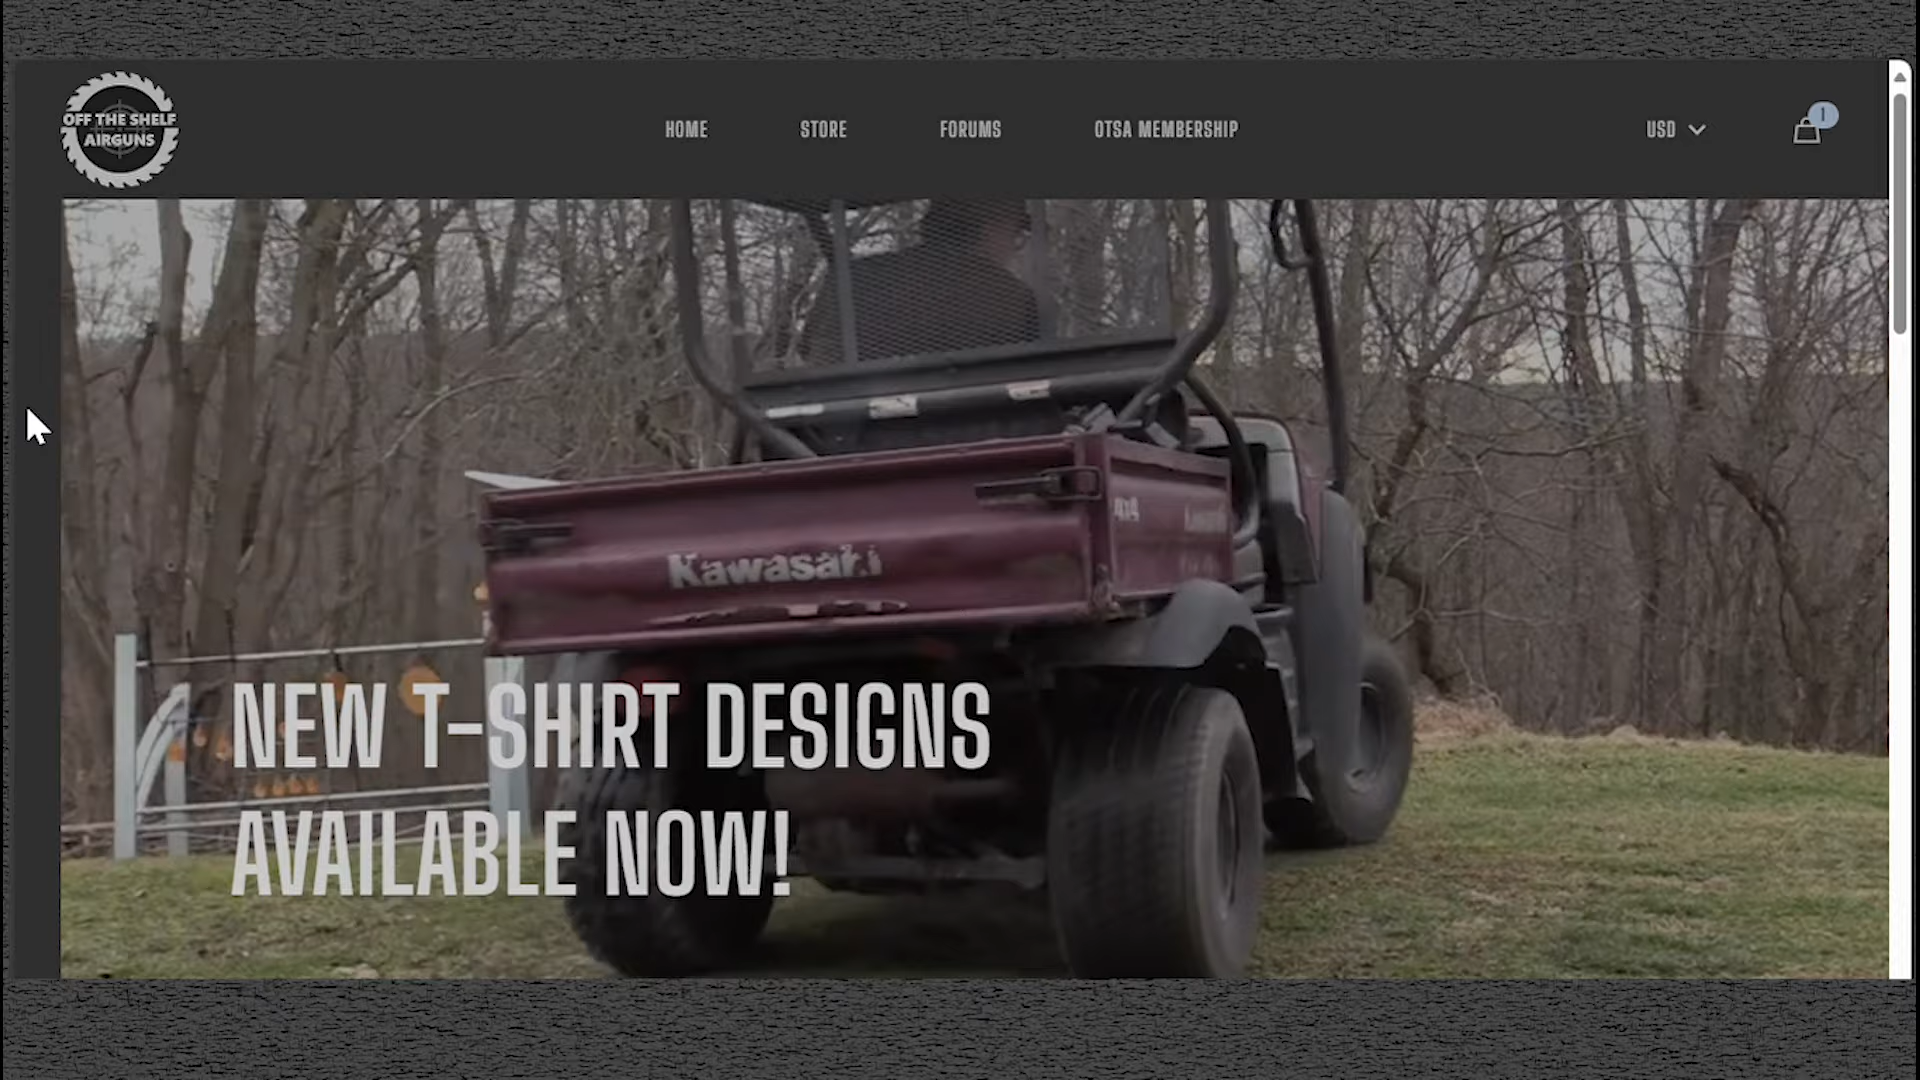 OFF THE SHELF
AIRGUNS
HOME
STORE
FORUMS
OTSA MEMBERSHIP
USD
1
Kawasaki
4x4
NEW T-SHIRT DESIGNS
AVAILABLE NOW!